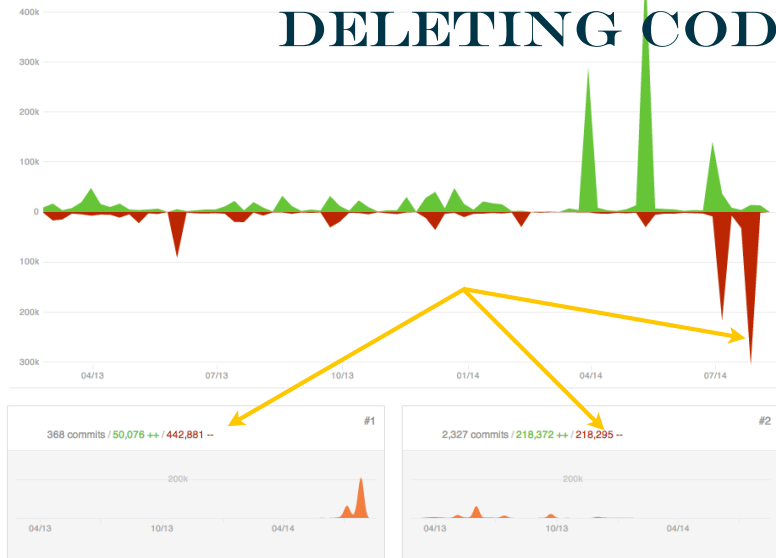 DELETING COD
400k
300k
200k
100k
0
100k
200k
300k
04/13 07/13 10/13 01/14 04/14 07/14
#1
368 commits / 50,076 ++ / 442,881 --
200k
04/13 10/13 04/14
#2
2,327 commits / 218,372 ++ / 218,295 --
200k
04/13 10/13 04/14